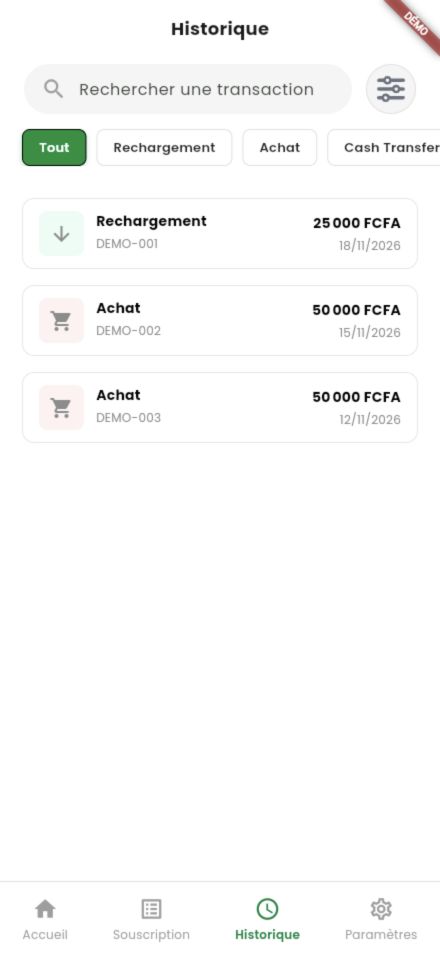 DÉMO
Historique
Rechercher une transaction
Tout Rechargement Achat Cash Transfer
Rechargement 25 000 FCFA
DEMO-001 18/11/2026
Achat 50 000 FCFA
DEMO-002 15/11/2026
Achat 50 000 FCFA
DEMO-003 12/11/2026
Accueil Souscription Historique Paramètres